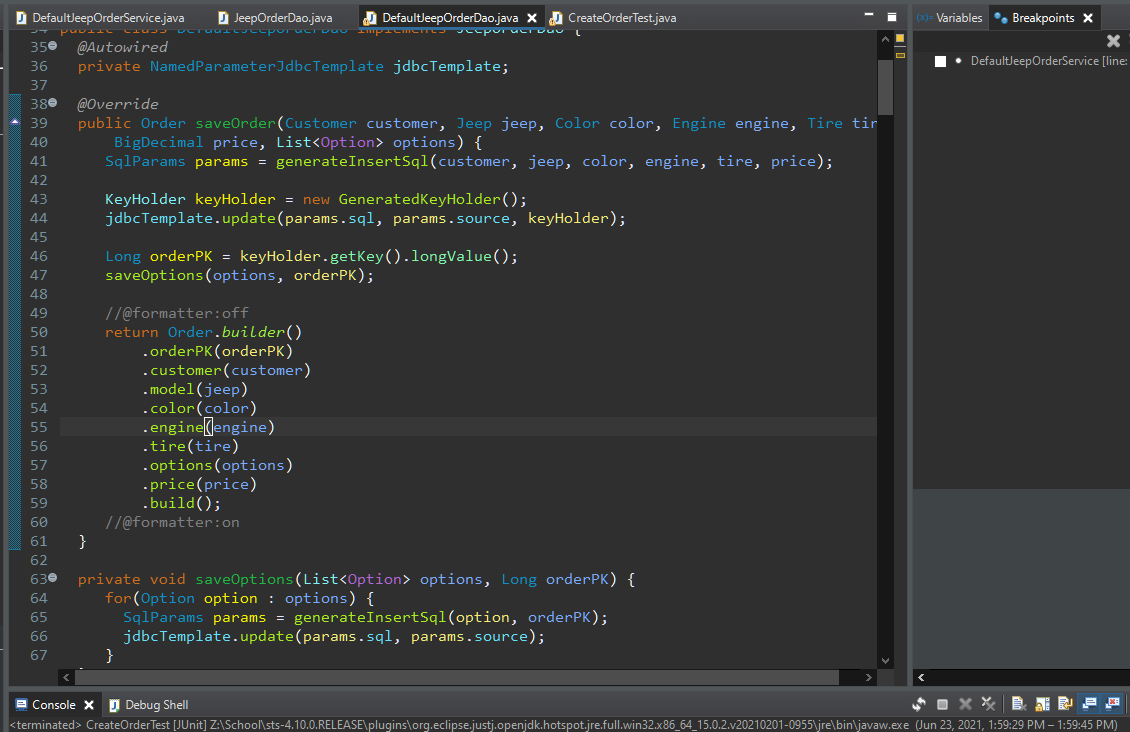 DefaultJeepOrderService.java JeepOrderDao.java DefaultJeepOrderDao.java CreateOrderTest.java Variables Breakpoints
34 public class DefaultJeepOrderDao implements JeepOrderDao {
35 @Autowired
DefaultJeepOrderService [line:
36 private NamedParameterJdbcTemplate jdbcTemplate;
37
38 @Override
39 public Order saveOrder(Customer customer, Jeep jeep, Color color, Engine engine, Tire tir
40 BigDecimal price, List<Option> options) {
41 SqlParams params = generateInsertSql(customer, jeep, color, engine, tire, price);
42
43 KeyHolder keyHolder = new GeneratedKeyHolder();
44 jdbcTemplate.update(params.sql, params.source, keyHolder);
45
46 Long orderPK = keyHolder.getKey().longValue();
47 saveOptions(options, orderPK);
48
49 //@formatter:off
50 return Order.builder()
51 .orderPK(orderPK)
52 .customer(customer)
53 .model(jeep)
54 .color(color)
55 .engine(engine)
56 .tire(tire)
57 .options(options)
58 .price(price)
59 .build();
60 //@formatter:on
61 }
62
63 private void saveOptions(List<Option> options, Long orderPK) {
64 for(Option option : options) {
65 SqlParams params = generateInsertSql(option, orderPK);
66 jdbcTemplate.update(params.sql, params.source);
67 }
Console Debug Shell
<terminated> CreateOrderTest [JUnit] Z:\School\sts-4.10.0.RELEASE\plugins\org.eclipse.justj.openjdk.hotspot.jre.full.win32.x86_64_15.0.2.v20210201-0955\jre\bin\javaw.exe (Jun 23, 2021, 1:59:29 PM – 1:59:45 PM)